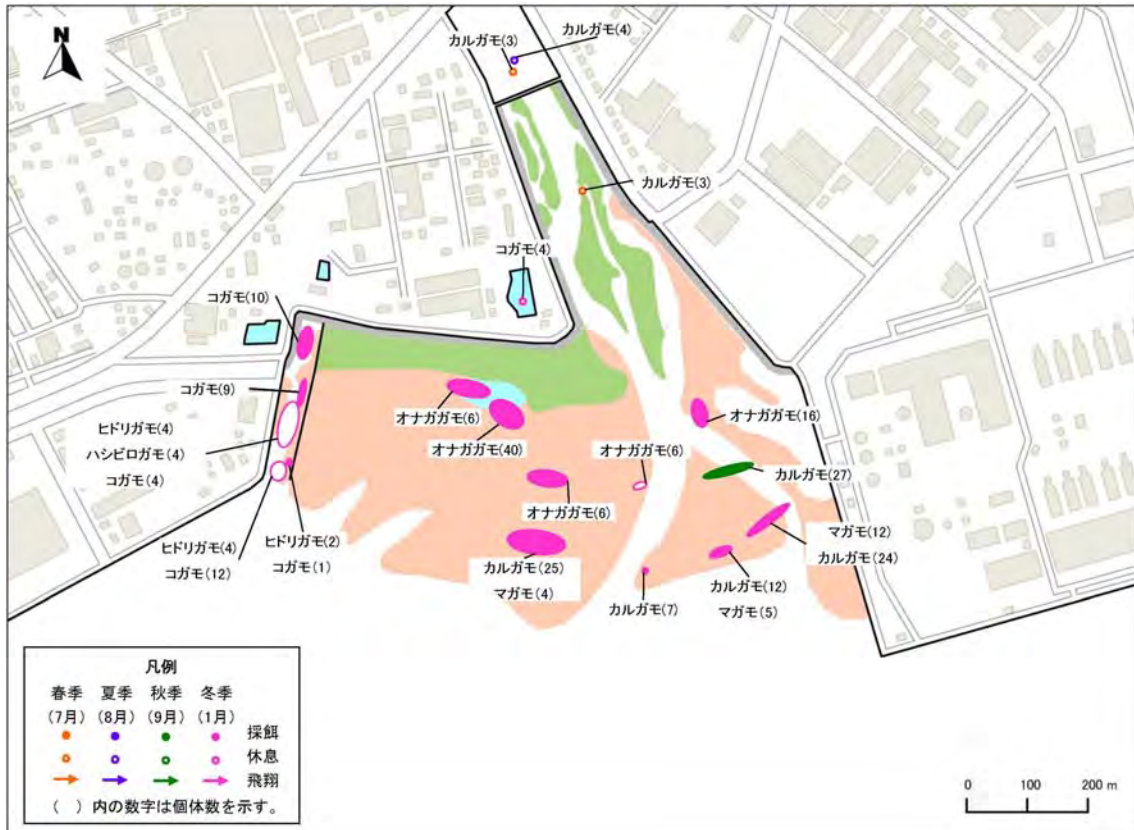 N
カルガモ(4)
カルガモ(3)
カルガモ(3)
コガモ(4)
コガモ(10)
コガモ(9)
ヒドリガモ(4)
ハシビロガモ(4)
コガモ(4)
オナガガモ(6)
オナガガモ(40)
オナガガモ(16)
オナガガモ(6)
カルガモ(27)
オナガガモ(6)
ヒドリガモ(4)
コガモ(12)
ヒドリガモ(2)
コガモ(1)
カルガモ(25)
マガモ(4)
カルガモ(7)
カルガモ(12)
マガモ(5)
マガモ(12)
カルガモ(24)
凡例
春季 夏季 秋季 冬季
(7月) (8月) (9月) (1月)
採餌
休息
飛翔
( ) 内の数字は個体数を示す。
0 100 200 m